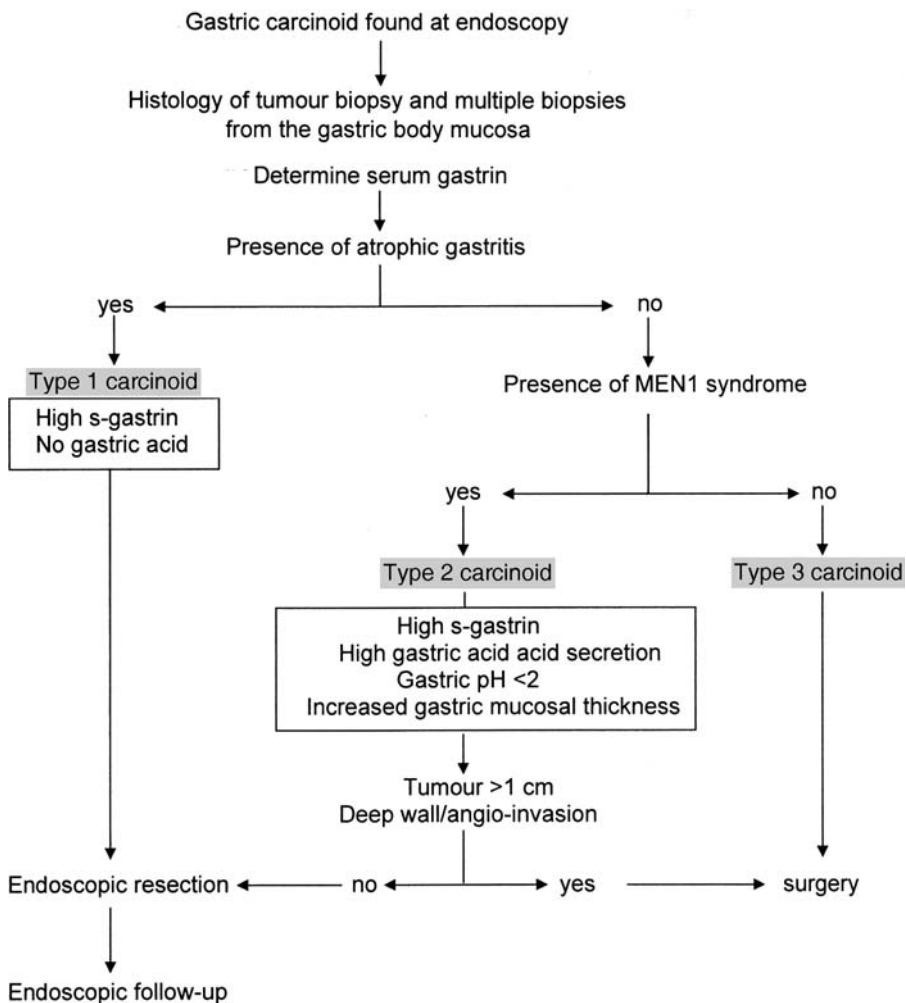 Gastric carcinoid found at endoscopy
Histology of tumour biopsy and multiple biopsies
from the gastric body mucosa
Determine serum gastrin
Presence of atrophic gastritis
yes
no
Type 1 carcinoid
High s-gastrin
No gastric acid
Presence of MEN1 syndrome
yes
no
Type 2 carcinoid
Type 3 carcinoid
High s-gastrin
High gastric acid acid secretion
Gastric pH <2
Increased gastric mucosal thickness
Tumour >1 cm
Deep wall/angio-invasion
Endoscopic resection
no
yes
surgery
Endoscopic follow-up